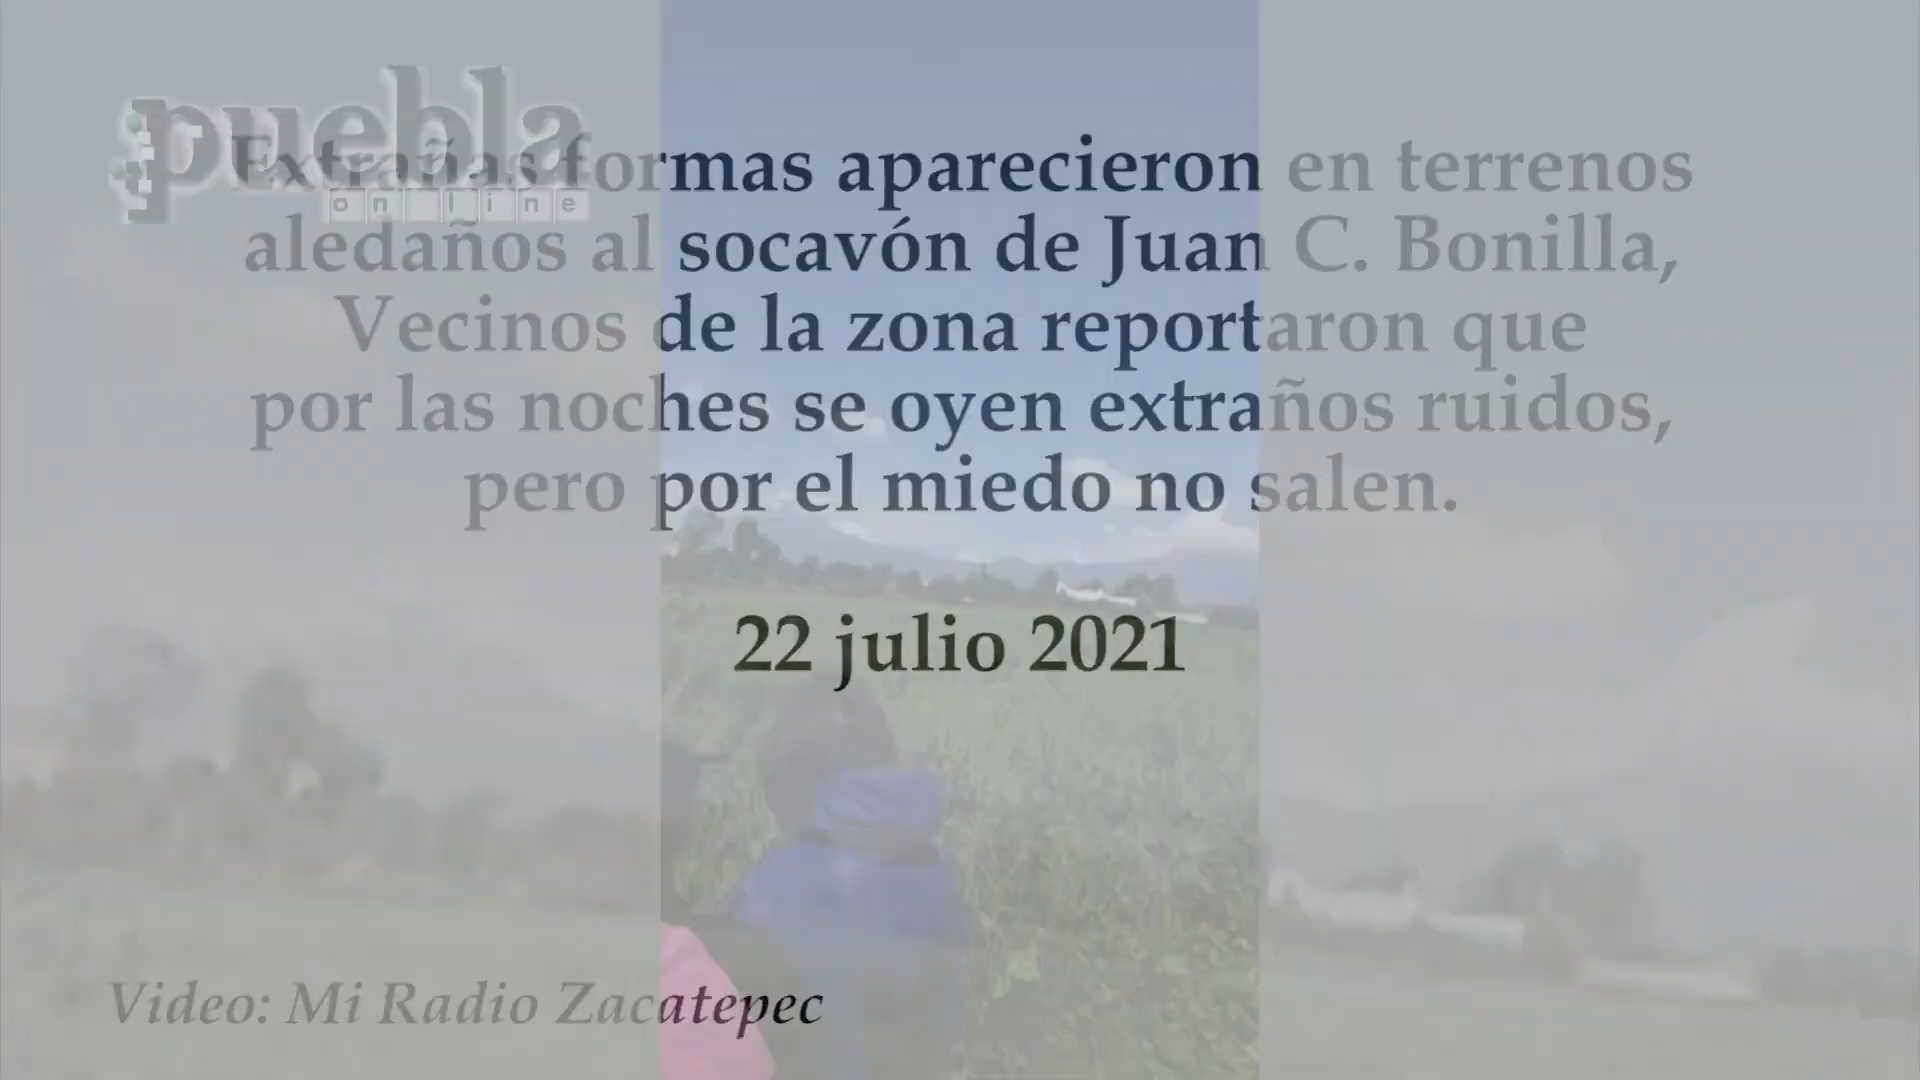 puebla
on line
Extrañas formas aparecieron en terrenos
aledaños al socavón de Juan C. Bonilla,
Vecinos de la zona reportaron que
por las noches se oyen extraños ruidos,
pero por el miedo no salen.
22 julio 2021
Video: Mi Radio Zacatepec